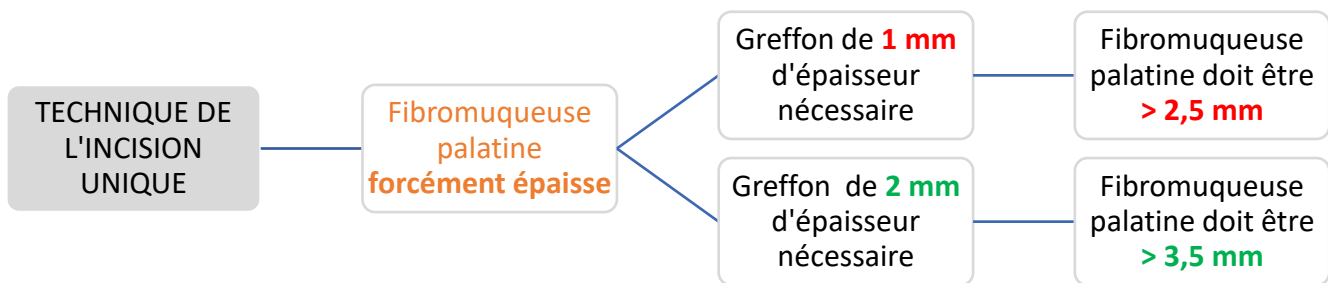 TECHNIQUE DE
L'INCISION
UNIQUE
Fibromuqueuse
palatine
forcément épaisse
Greffon de 1 mm
d'épaisseur
nécessaire
Fibromuqueuse
palatine doit être
> 2,5 mm
Greffon de 2 mm
d'épaisseur
nécessaire
Fibromuqueuse
palatine doit être
> 3,5 mm